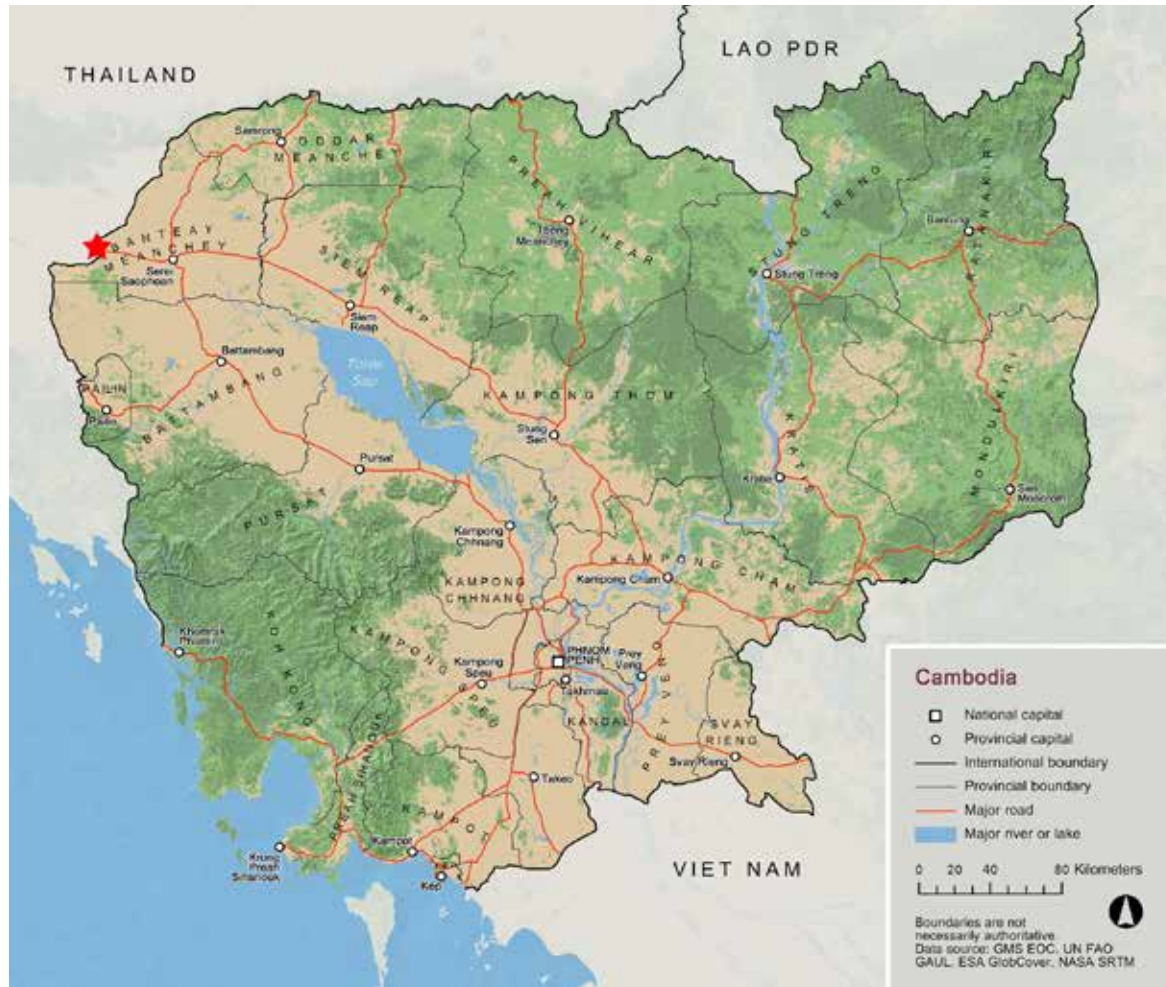 LAO PDR
THAILAND
Samrong
ODDAR
MEANCHEY
PREAH VIHEAR
STUNG TRENG
RATTANAKIRI
Tbeng
Meanchey
Banlung
BANTEAY
MEANCHEY
Serei
Saophoan
SIEM REAP
Stung Treng
Siem
Reap
Battambang
Tonle
Sap
PAILIN
Pailin
BATTAMBANG
KAMPONG THOM
Stung
Sen
KRATIE
MONDULKIRI
Pursat
Kratie
Sen
Monorom
PURSAT
Kampong
Chhnang
KAMPONG CHAM
Kampong Cham
KAMPONG
CHHNANG
KOH KONG
KAMPONG SPEU
Phumin
PHNOM
PENH
Prey
Veng
Kampong
Speu
Takhmau
KANDAL
PREY VENG
SVAY
RIENG
Svay Rieng
PREAH SIHANOUK
Takeo
KAMPOT
Kampot
Krung
Preah
Sihanouk
Kep
VIET NAM
Cambodia
National capital
Provincial capital
International boundary
Provincial boundary
Major road
Major river or lake
0 20 40 80 Kilometers
Boundaries are not
necessarily authoritative.
Data source: GMS EOC, UN FAO
GAUL, ESA GlobCover, NASA SRTM